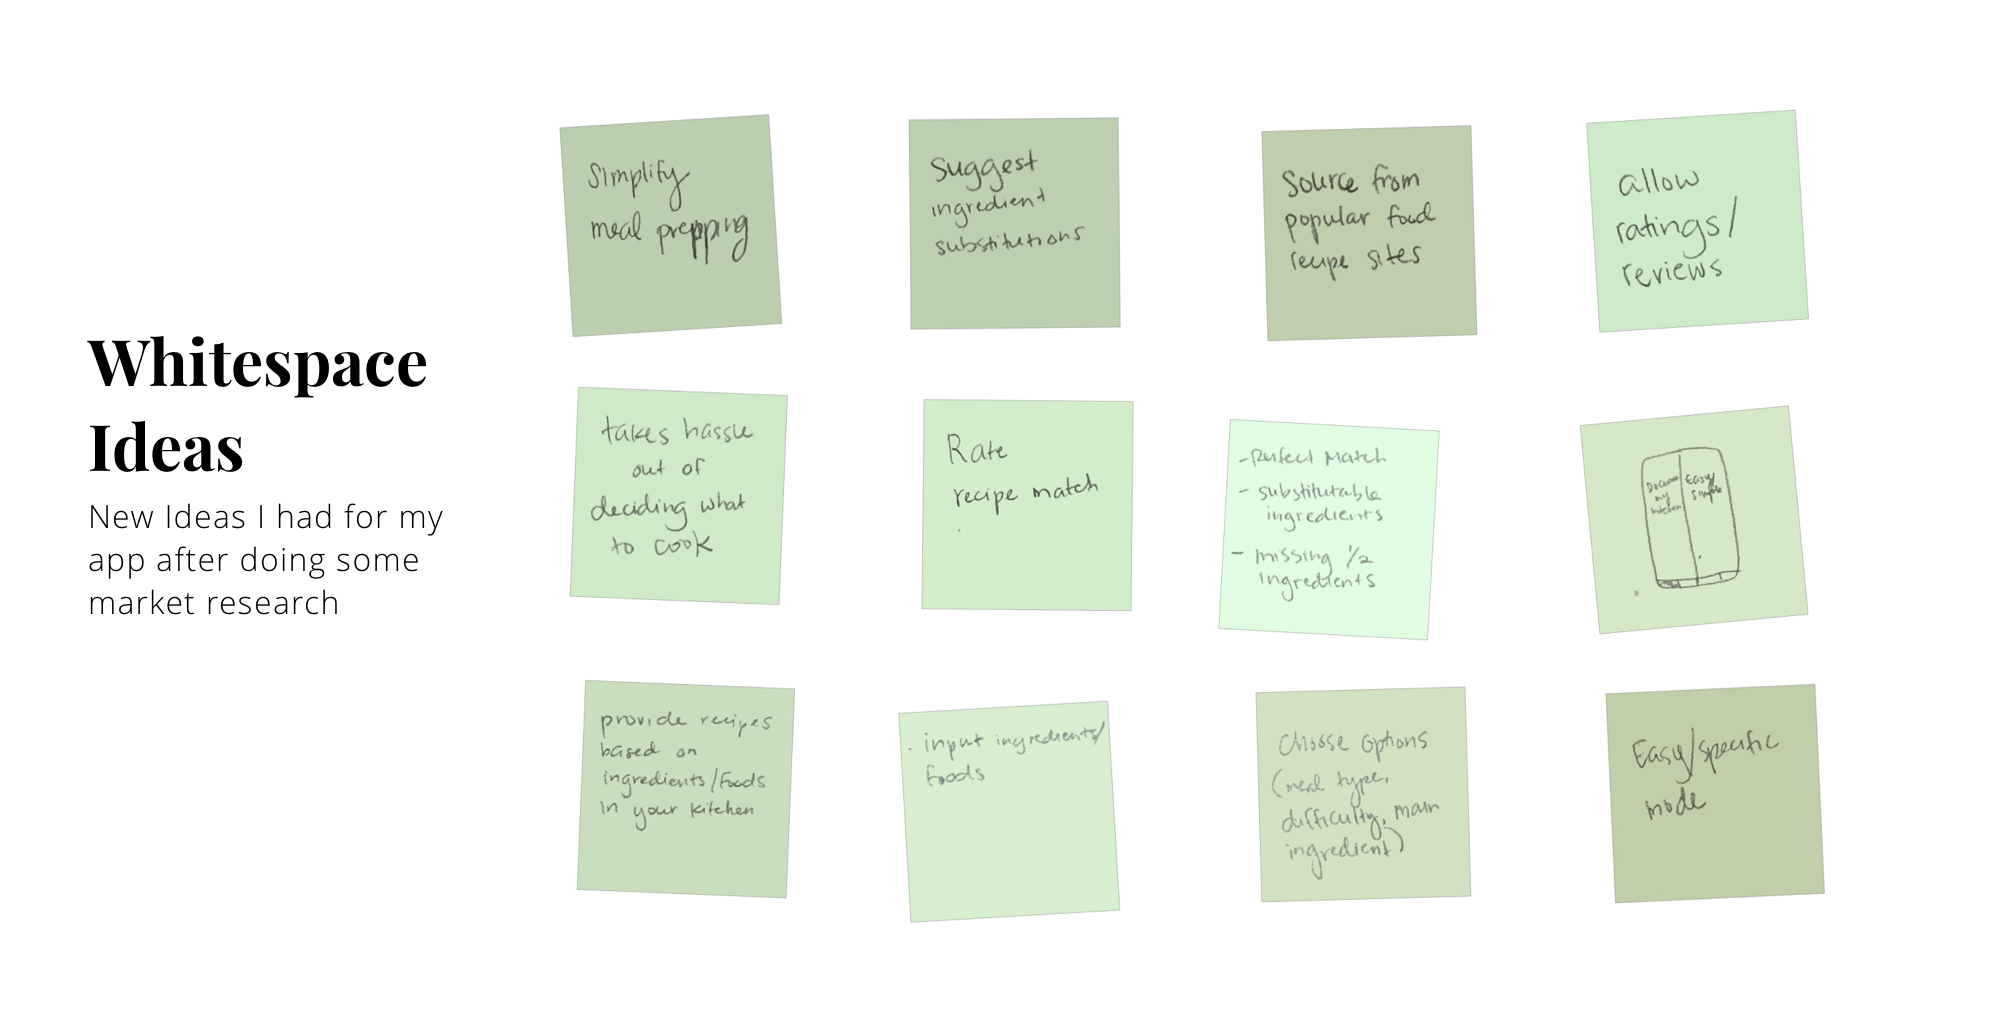 Whitespace
Ideas
New Ideas I had for my
app after doing some
market research
Simplify
meal prepping
Suggest
ingredient
substitutions
Source from
popular food
recipe sites
allow
ratings/
reviews
takes hassle
out of
deciding what
to cook
Rate
recipe match
- Perfect Match
- substitutable
ingredients
- missing 1/2
ingredients
my
kitchen
Easy/
simple
provide recipes
based on
ingredients/foods
in your kitchen
. input ingredients/
foods
Choose options
(meal type,
difficulty, main
ingredient)
Easy/specific
mode